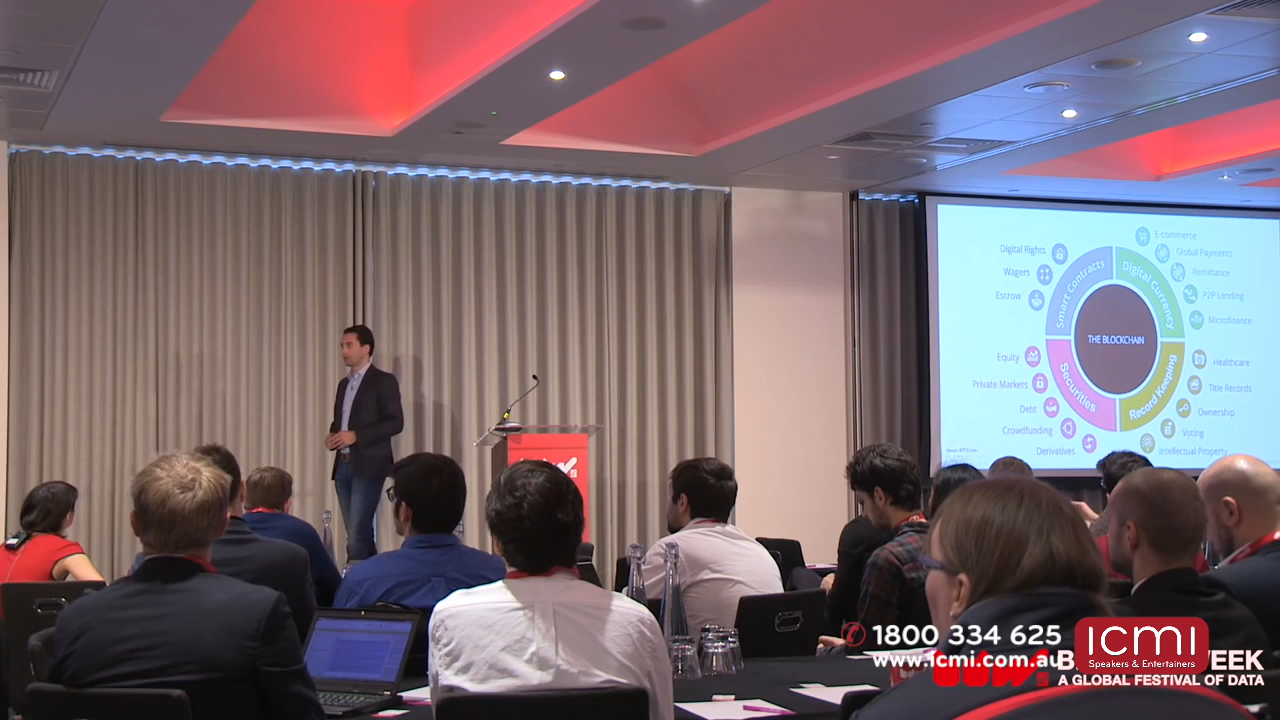 Digital Rights
Wagers
Escrow
Equity
Private Markets
Debt
Crowdfunding
Derivatives
Smart Contracts
Digital Currency
Securities
Record Keeping
THE BLOCKCHAIN
E-commerce
Global Payments
Remittance
P2P Lending
Microfinance
Healthcare
Title Records
Ownership
Voting
Intellectual Property
1800 334 625
www.icmi.com.au
ICMI
Speakers & Entertainers
WEEK
A GLOBAL FESTIVAL OF DATA